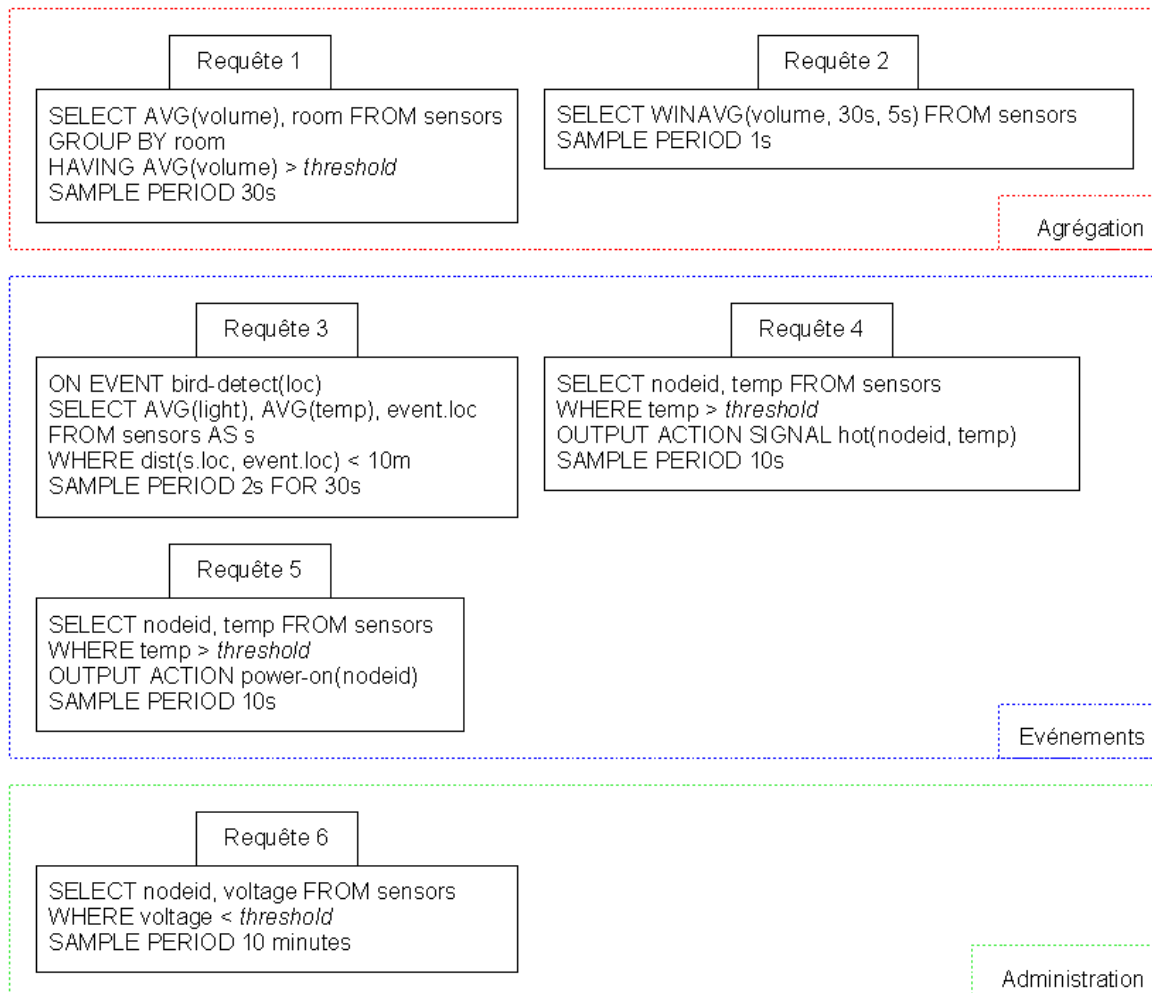 Requête 1
SELECT AVG(volume), room FROM sensors
GROUP BY room
HAVING AVG(volume) > threshold
SAMPLE PERIOD 30s
Requête 2
SELECT WINAVG(volume, 30s, 5s) FROM sensors
SAMPLE PERIOD 1s
Agrégation
Requête 3
ON EVENT bird-detect(loc)
SELECT AVG(light), AVG(temp), event.loc
FROM sensors AS s
WHERE dist(s.loc, event.loc) < 10m
SAMPLE PERIOD 2s FOR 30s
Requête 4
SELECT nodeid, temp FROM sensors
WHERE temp > threshold
OUTPUT ACTION SIGNAL hot(nodeid, temp)
SAMPLE PERIOD 10s
Requête 5
SELECT nodeid, temp FROM sensors
WHERE temp > threshold
OUTPUT ACTION power-on(nodeid)
SAMPLE PERIOD 10s
Evénements
Requête 6
SELECT nodeid, voltage FROM sensors
WHERE voltage < threshold
SAMPLE PERIOD 10 minutes
Administration